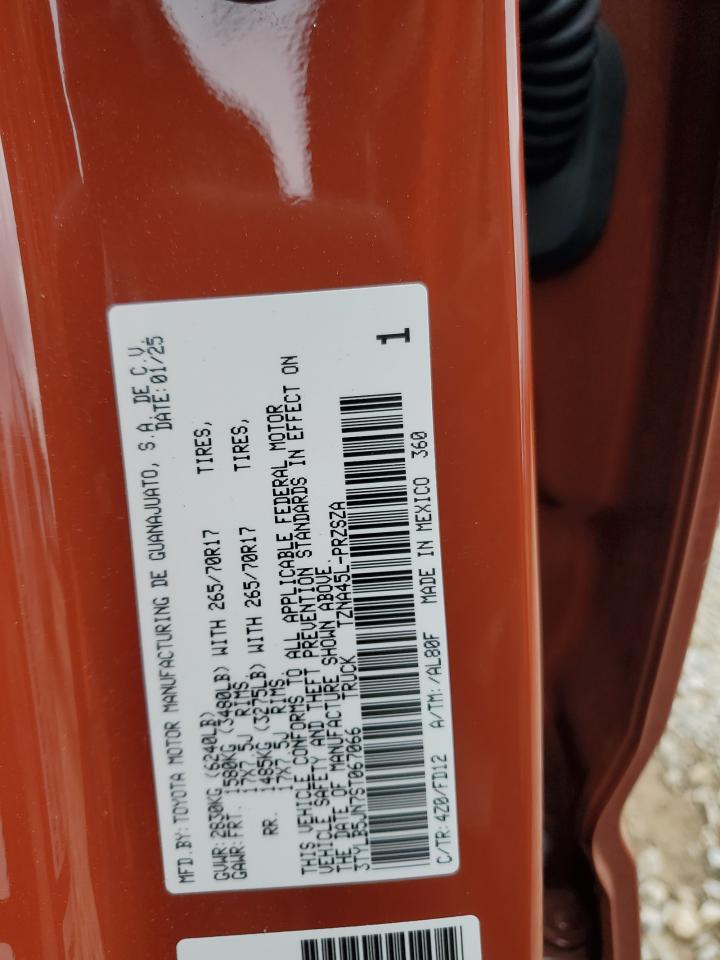 MFD.BY:TOYOTA MOTOR MANUFACTURING DE GUANAJUATO, S.A. DE C.V.
DATE:01/25
GVWR:2830KG (6240LB)
GAWR:FRT. 1580KG (3480LB) WITH 265/70R17 TIRES,
17X7.5J RIMS.
RR. 1485KG (3275LB) WITH 265/70R17 TIRES,
17X7.5J RIMS.
THIS VEHICLE CONFORMS TO ALL APPLICABLE FEDERAL MOTOR
VEHICLE SAFETY AND THEFT PREVENTION STANDARDS IN EFFECT ON
THE DATE OF MANUFACTURE SHOWN ABOVE.
3TYLB5JN7ST067066 TRUCK TZNA45L-PRZSZA
1
C/TR:4Z0/FD12 A/TM:/AL80F MADE IN MEXICO 360